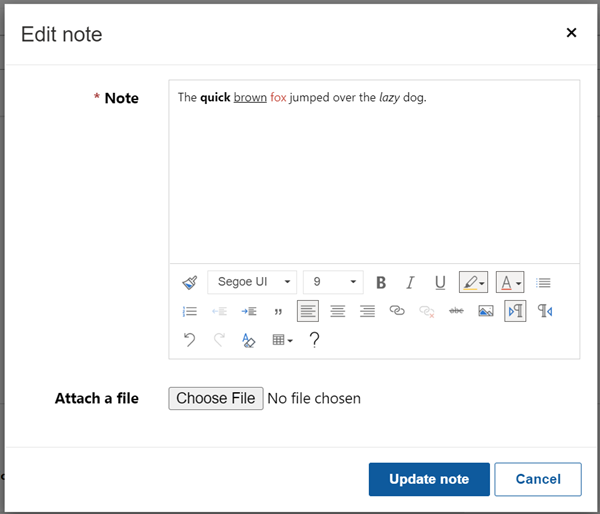 Edit note
* Note
The quick brown fox jumped over the lazy dog.
Segoe UI 9 B I U A
abc
?
Attach a file Choose File No file chosen
Update note Cancel